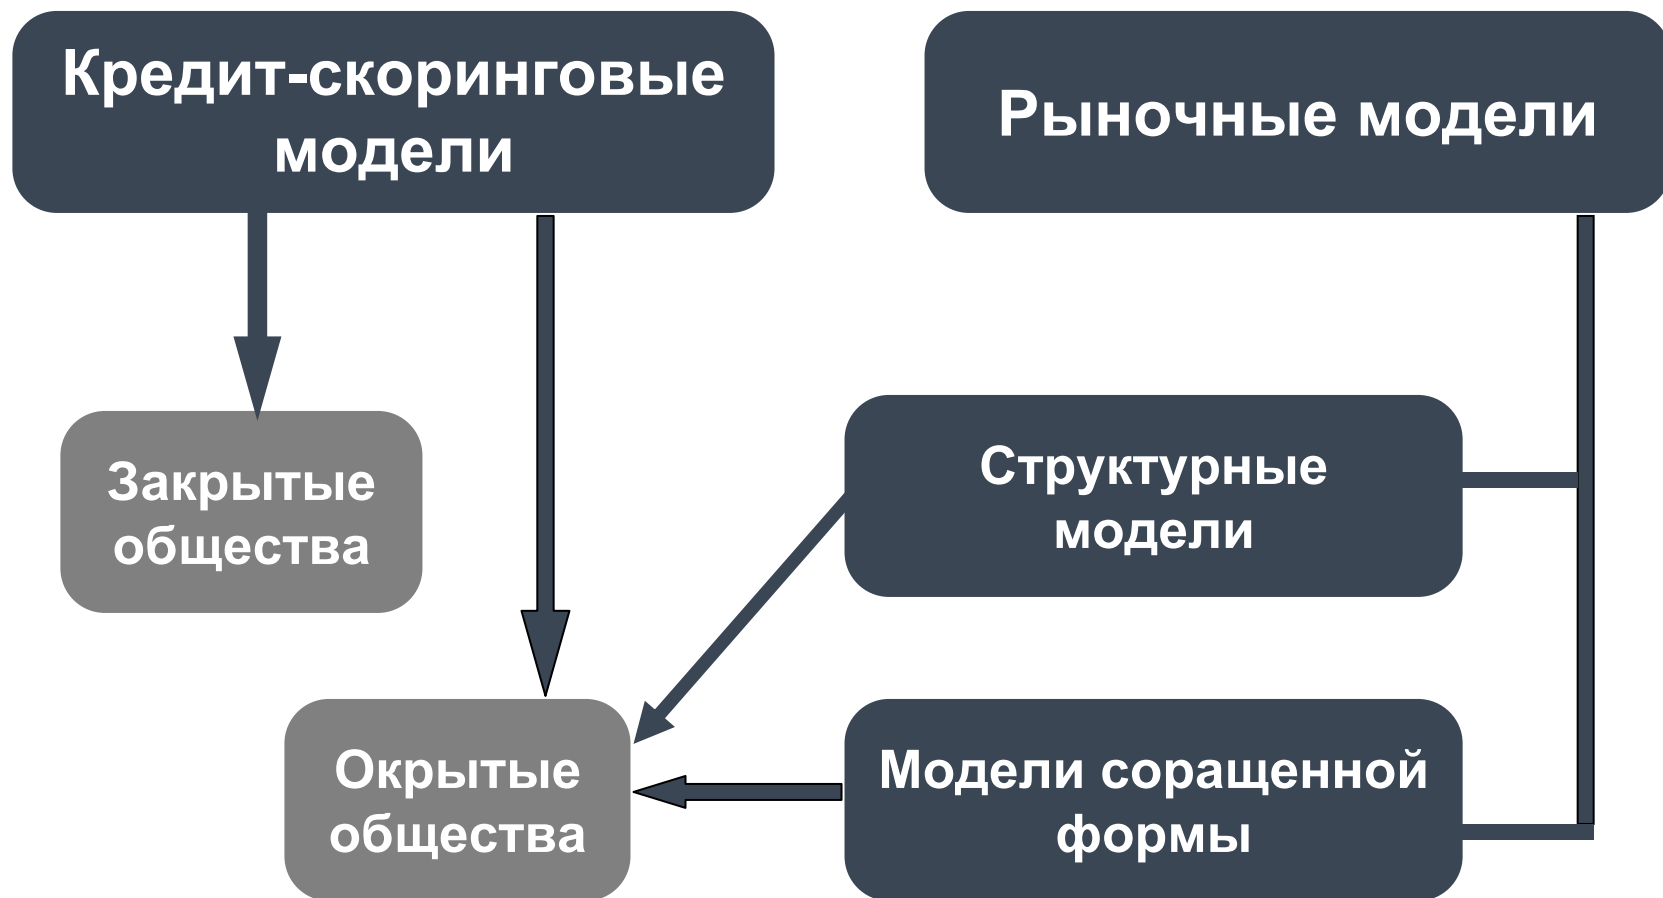 Кредит-скоринговые
модели
Рыночные модели
Закрытые
общества
Структурные
модели
Окрытые
общества
Модели соращенной
формы